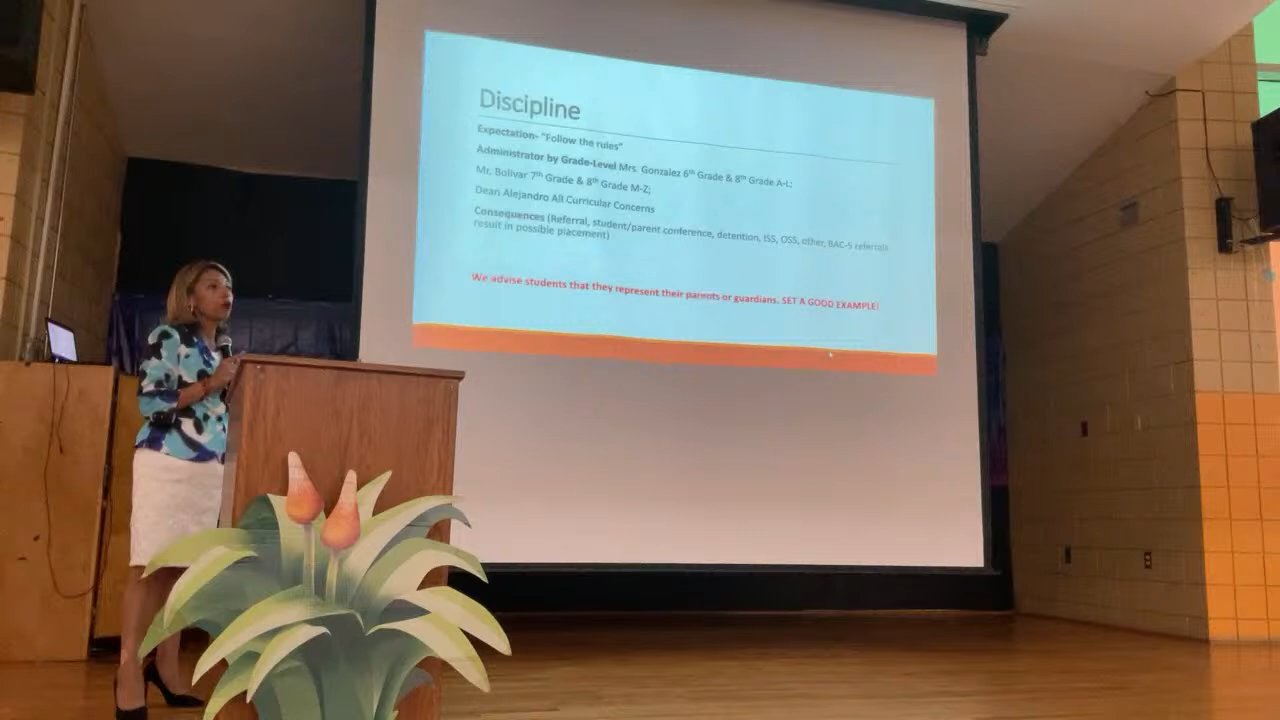 Discipline
Expectation- "Follow the rules"
Administrator by Grade-Level Mrs. Gonzalez 6th Grade & 8th Grade A-L;
Mr. Bolivar 7th Grade & 8th Grade M-Z;
Dean Alejandro All Curricular Concerns
Consequences (Referral, student/parent conference, detention, ISS, OSS, other, BAC-5 referrals
result in possible placement)
We advise students that they represent their parents or guardians. SET A GOOD EXAMPLE!